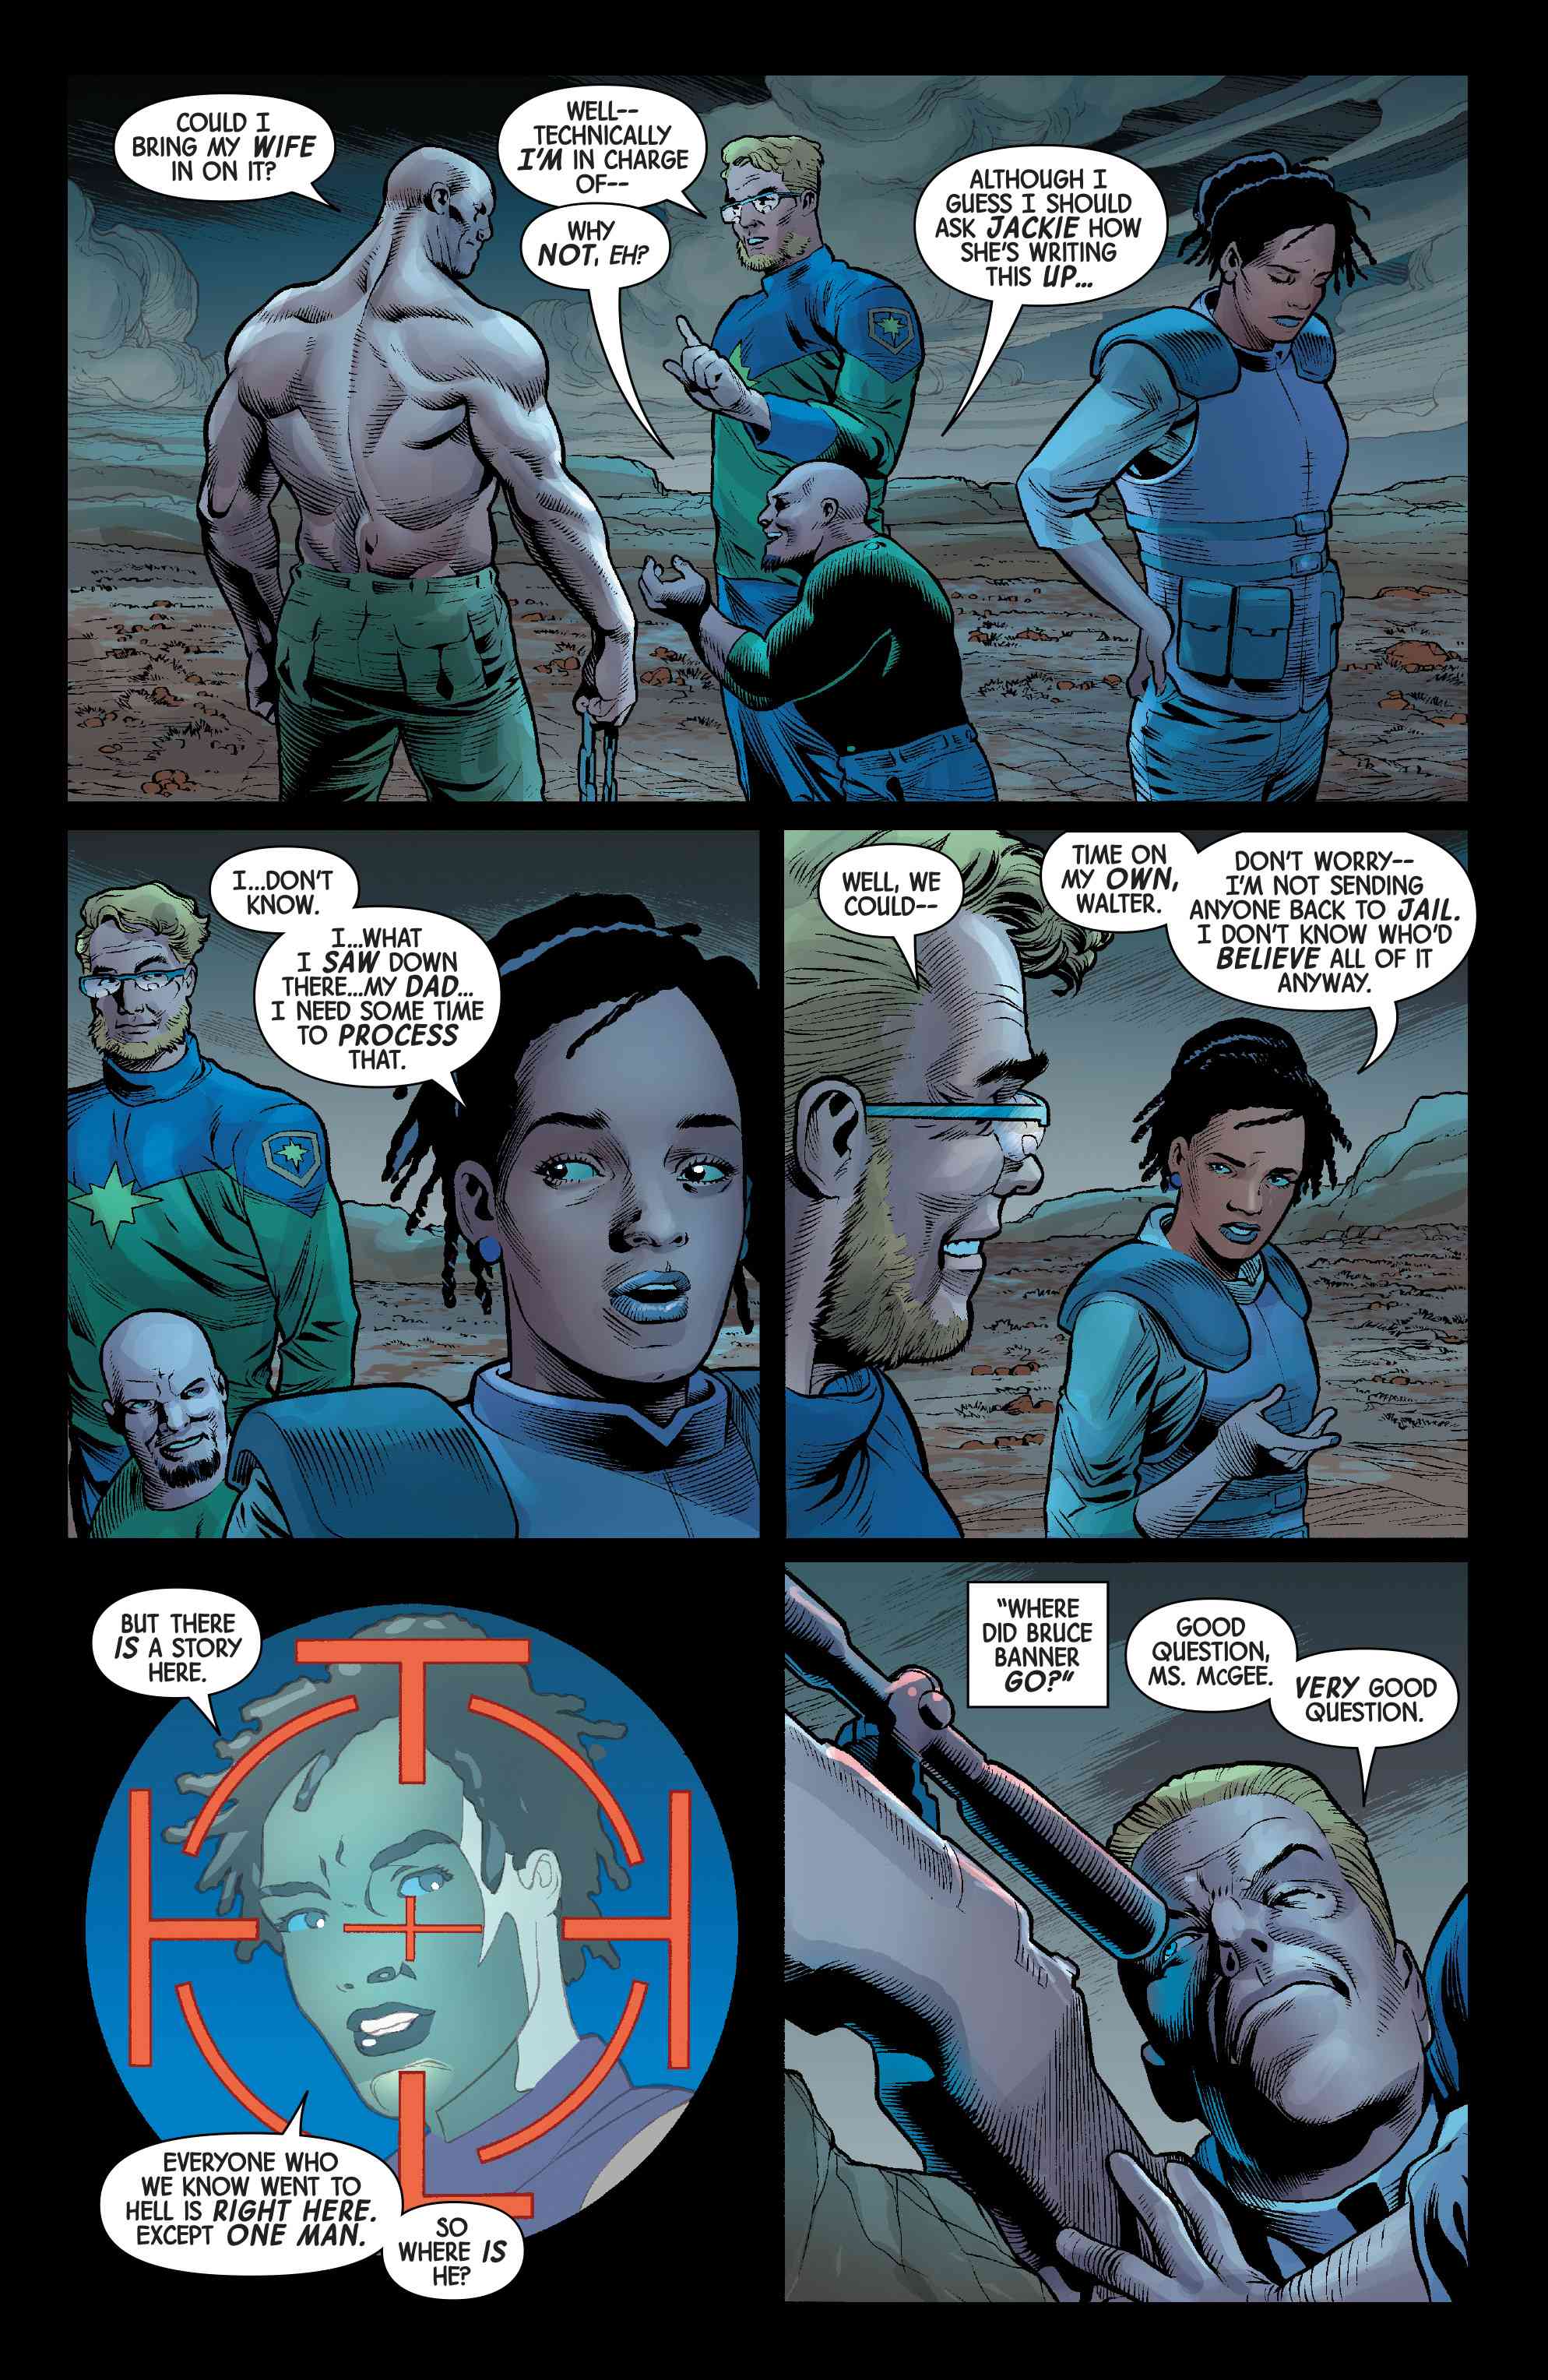 COULD I
BRING MY WIFE
IN ON IT?
WELL--
TECHNICALLY
I'M IN CHARGE
OF--
WHY
NOT, EH?
ALTHOUGH I
GUESS I SHOULD
ASK JACKIE HOW
SHE'S WRITING
THIS UP...
I...DON'T
KNOW.
I...WHAT
I SAW DOWN
THERE...MY DAD...
I NEED SOME TIME
TO PROCESS
THAT.
WELL, WE
COULD--
TIME ON
MY OWN,
WALTER.
DON'T WORRY--
I'M NOT SENDING
ANYONE BACK TO JAIL.
I DON'T KNOW WHO'D
BELIEVE ALL OF IT
ANYWAY.
BUT THERE
IS A STORY
HERE.
EVERYONE WHO
WE KNOW WENT TO
HELL IS RIGHT HERE.
EXCEPT ONE MAN.
SO
WHERE IS
HE?
"WHERE
DID BRUCE
BANNER
GO?"
GOOD
QUESTION,
MS. McGEE.
VERY GOOD
QUESTION.